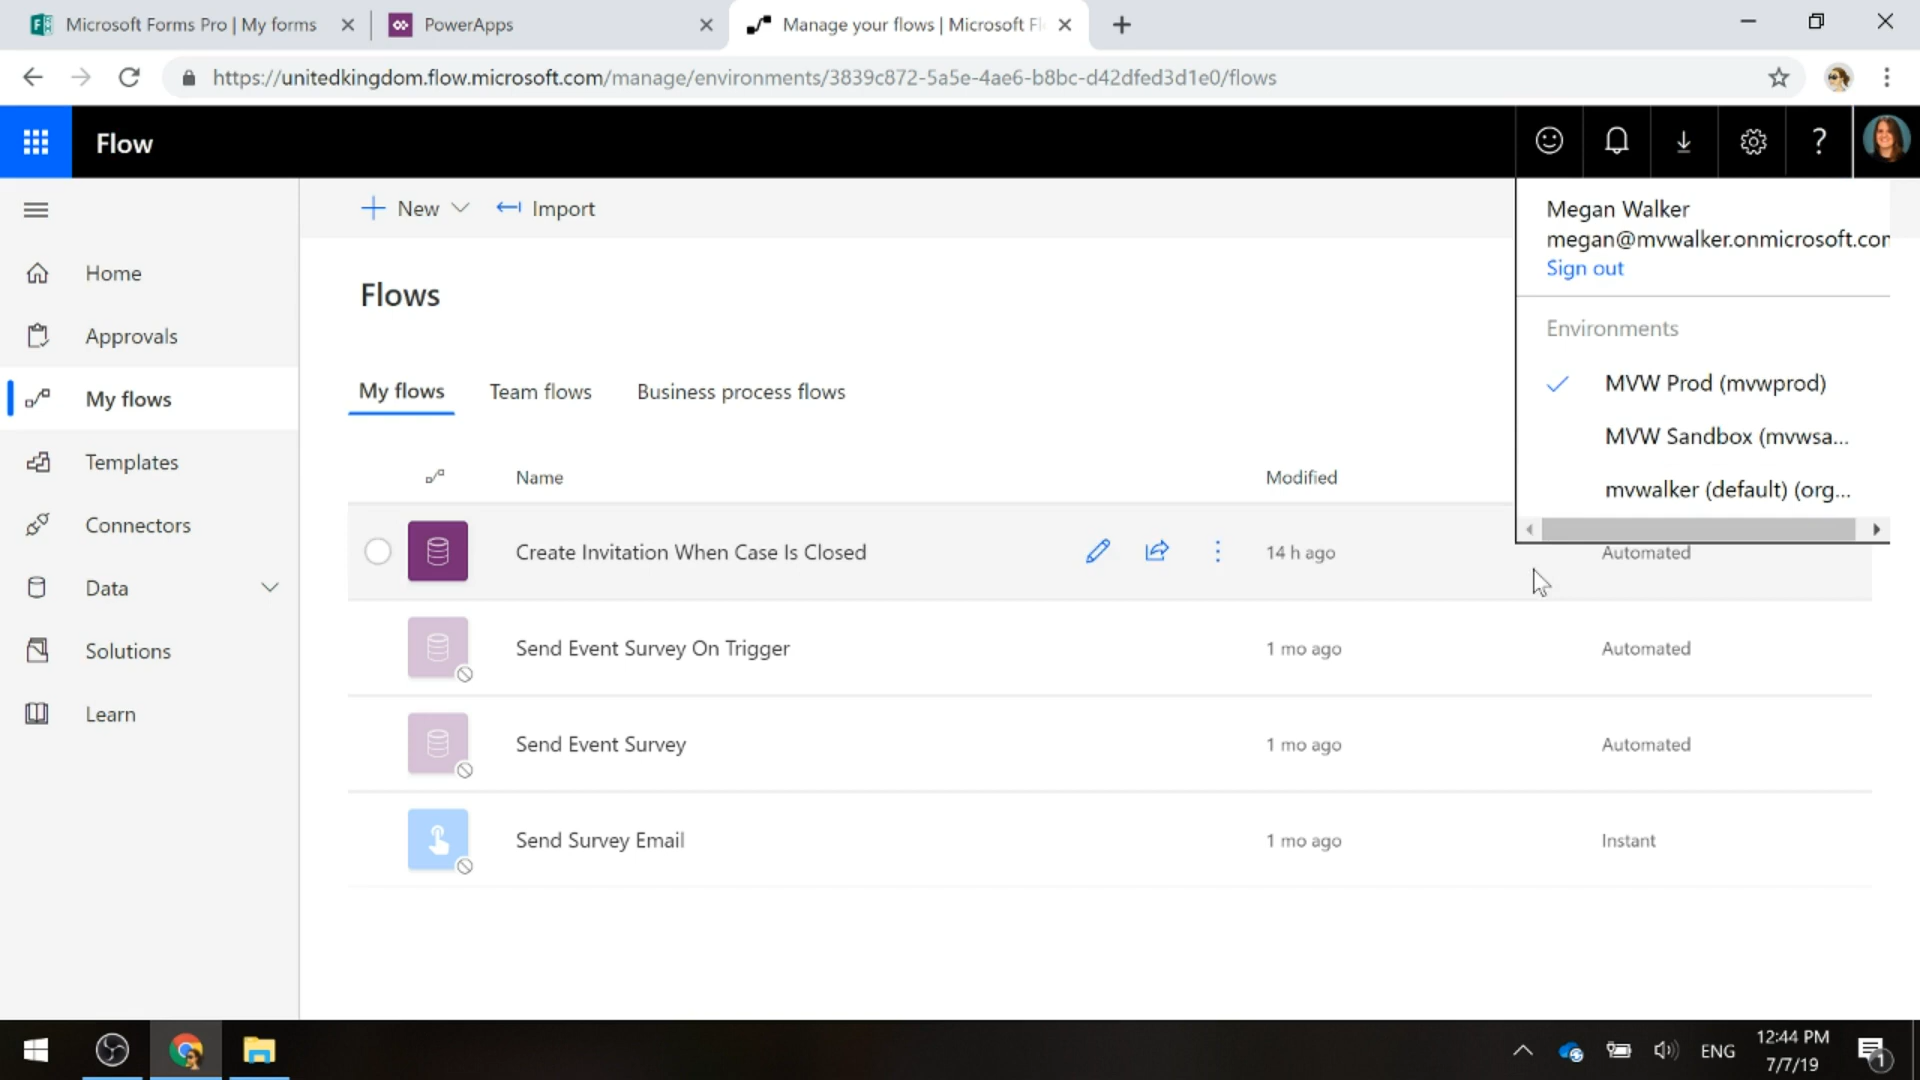 Microsoft Forms Pro | My forms
PowerApps
Manage your flows | Microsoft Fl
https://unitedkingdom.flow.microsoft.com/manage/environments/3839c872-5a5e-4ae6-b8bc-d42dfed3d1e0/flows
Flow
?
New
Import
Megan Walker
megan@mvwalker.onmicrosoft.com
Sign out
Home
Flows
Environments
Approvals
My flows
Team flows
Business process flows
MVW Prod (mvwprod)
My flows
MVW Sandbox (mvwsa...
Templates
Name
Modified
mvwalker (default) (org...
Connectors
Create Invitation When Case Is Closed
14 h ago
Automated
Data
Solutions
Send Event Survey On Trigger
1 mo ago
Automated
Learn
Send Event Survey
1 mo ago
Automated
Send Survey Email
1 mo ago
Instant
ENG
12:44 PM
7/7/19
1